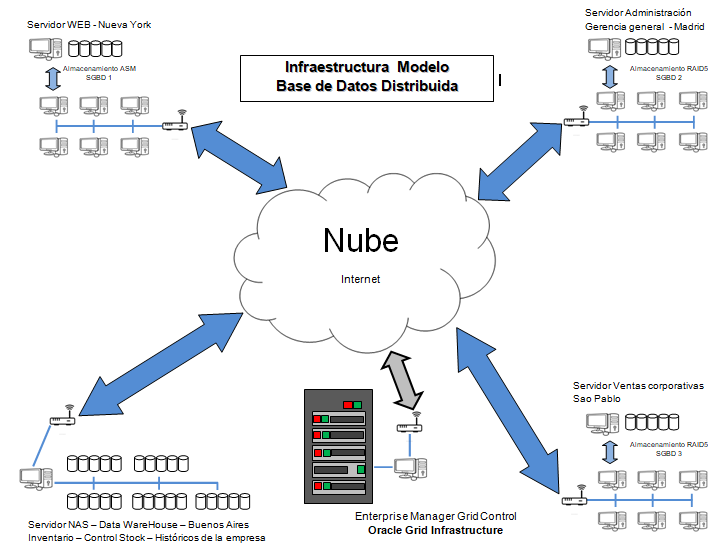 Servidor WEB - Nueva York
Almacenamiento ASM
SGBD 1
Infraestructura Modelo
Base de Datos Distribuida
Servidor Administración
Gerencia general - Madrid
Almacenamiento RAID5
SGBD 2
Nube
Internet
Servidor Ventas corporativas
Sao Pablo
Almacenamiento RAID5
SGBD 3
Servidor NAS – Data WareHouse – Buenos Aires
Inventario – Control Stock – Históricos de la empresa
Enterprise Manager Grid Control
Oracle Grid Infrastructure